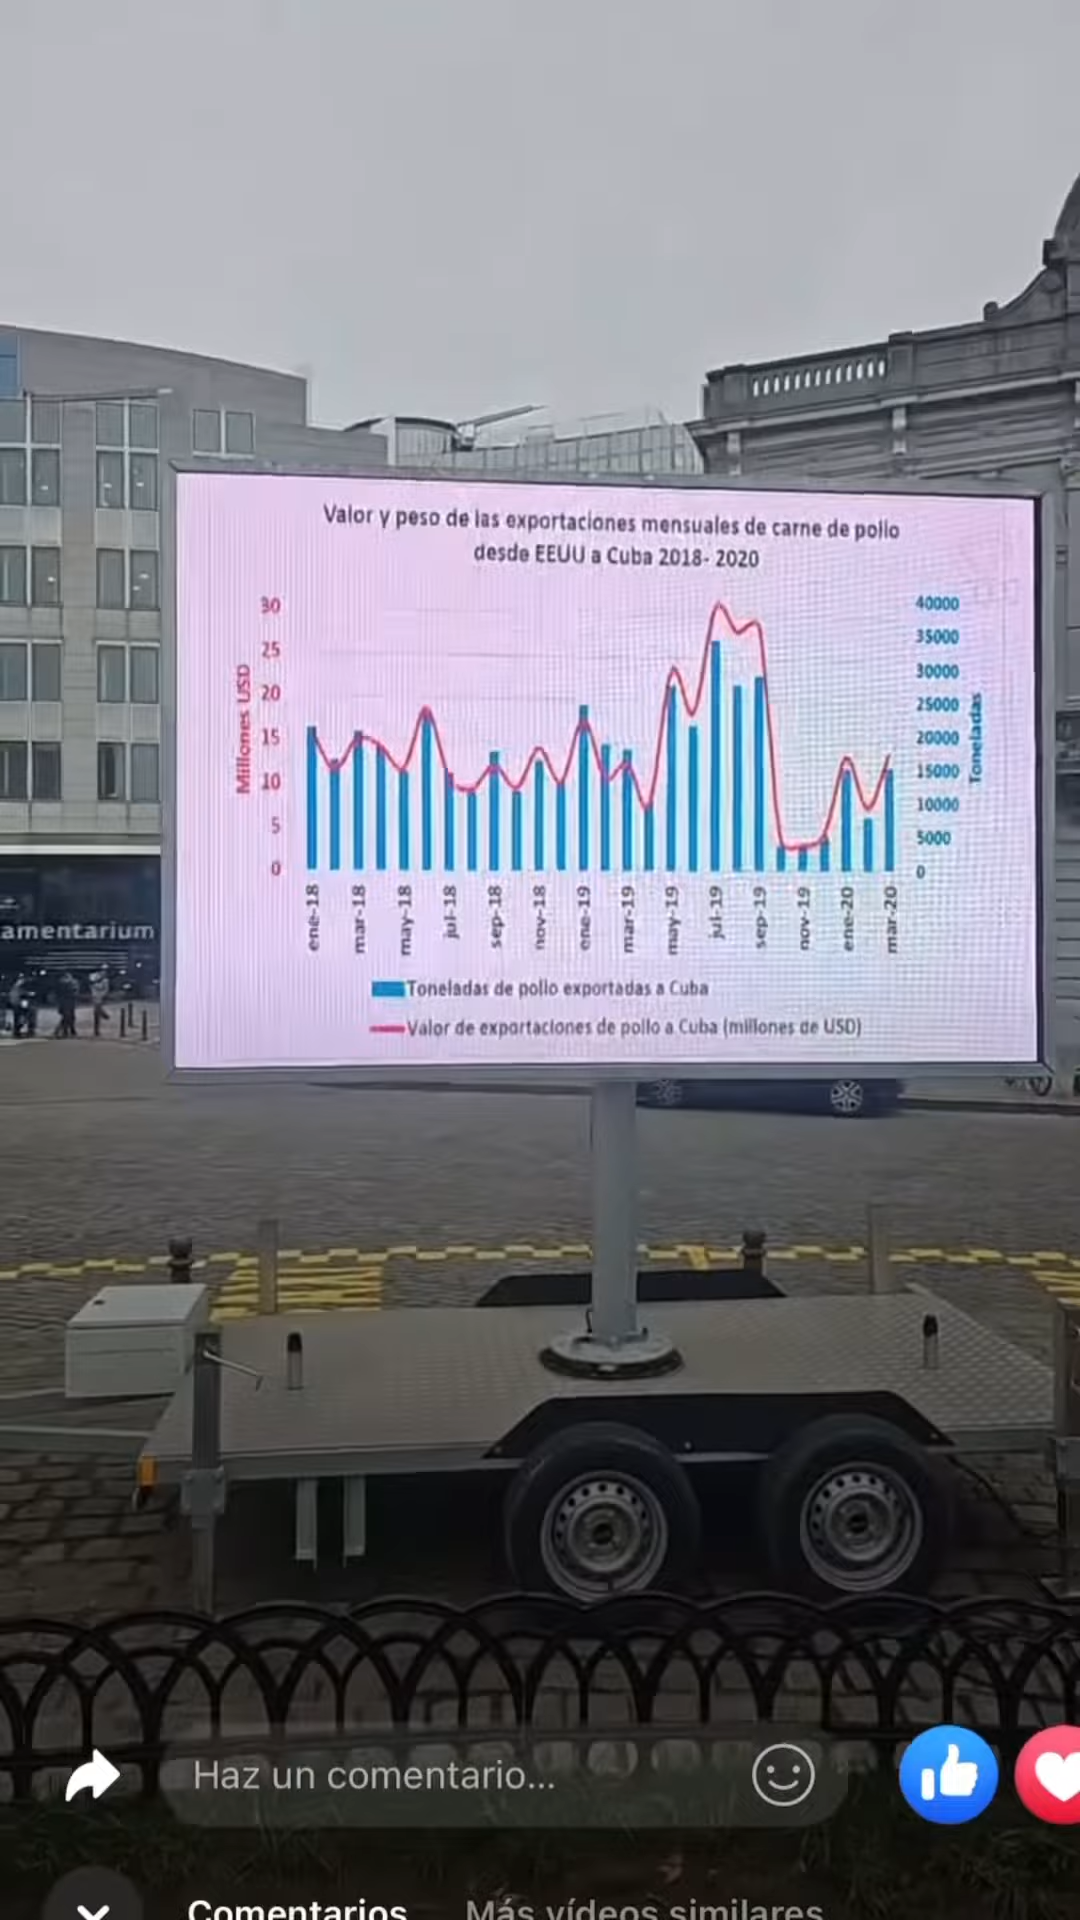 Valor y peso de las exportaciones mensuales de carne de pollo
desde EEUU a Cuba 2018- 2020
Millones USD
30
25
20
15
10
5
0
40000
35000
30000
25000
20000
15000
10000
5000
0
Toneladas
ene-18
mar-18
may-18
jul-18
sep-18
nov-18
ene-19
mar-19
may-19
jul-19
sep-19
nov-19
ene-20
mar-20
Toneladas de pollo exportadas a Cuba
Valor de exportaciones de pollo a Cuba (millones de USD)
amentarium
Haz un comentario...
Comentarios
Más vídeos similares